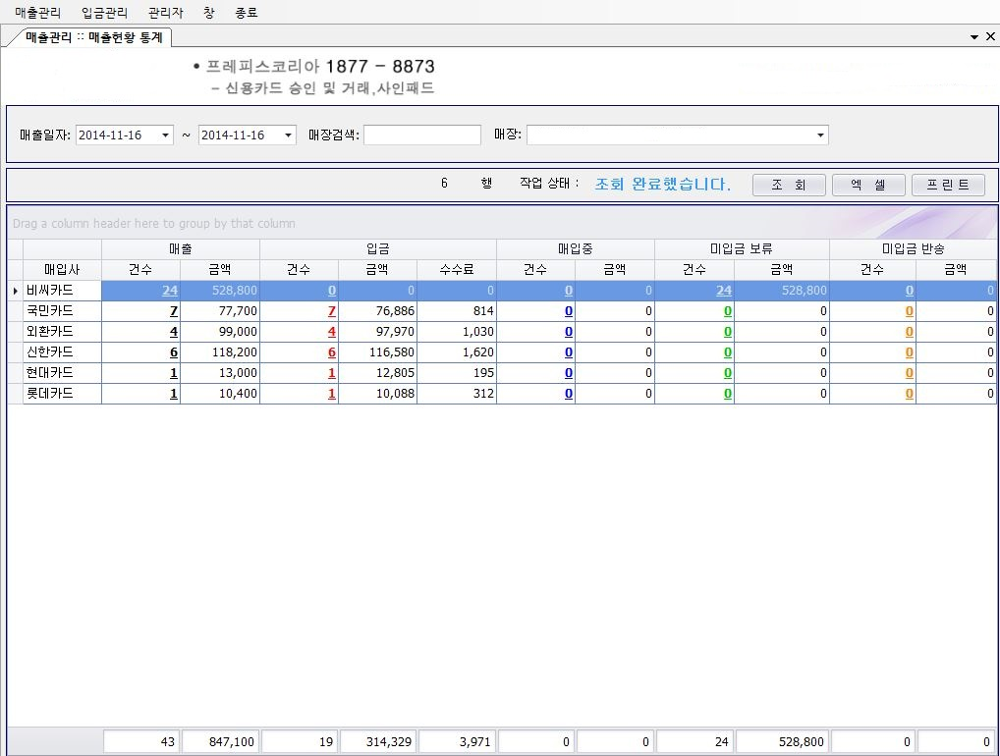 매출관리 입금관리 관리자 창 종료
매출관리 :: 매출현황 통계
• 프레피스코리아 1877 - 8873
- 신용카드 승인 및 거래,사인패드
매출일자: 2014-11-16 ~ 2014-11-16 매장검색: 매장:
6 행 작업 상태 : 조회 완료했습니다. 조 회 엑 셀 프 린 트
Drag a column header here to group by that column
매출 입금 매입중 미입금 보류 미입금 반송
매입사 건수 금액 건수 금액 수수료 건수 금액 건수 금액 건수 금액
비씨카드 24 528,800 0 0 0 0 0 24 528,800 0 0
국민카드 7 77,700 7 76,886 814 0 0 0 0 0 0
외환카드 4 99,000 4 97,970 1,030 0 0 0 0 0 0
신한카드 6 118,200 6 116,580 1,620 0 0 0 0 0 0
현대카드 1 13,000 1 12,805 195 0 0 0 0 0 0
롯데카드 1 10,400 1 10,088 312 0 0 0 0 0 0
43 847,100 19 314,329 3,971 0 0 24 528,800 0 0